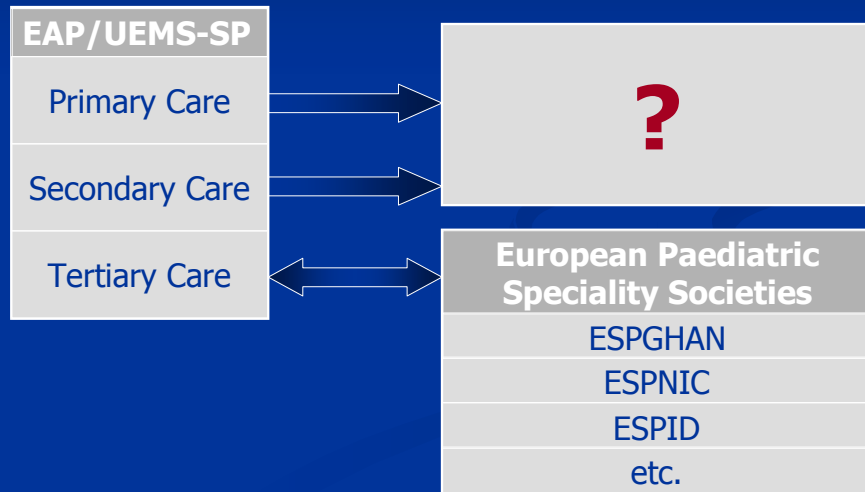 EAP/UEMS-SP
Primary Care
Secondary Care
Tertiary Care
?
European Paediatric
Speciality Societies
ESPGHAN
ESPNIC
ESPID
etc.